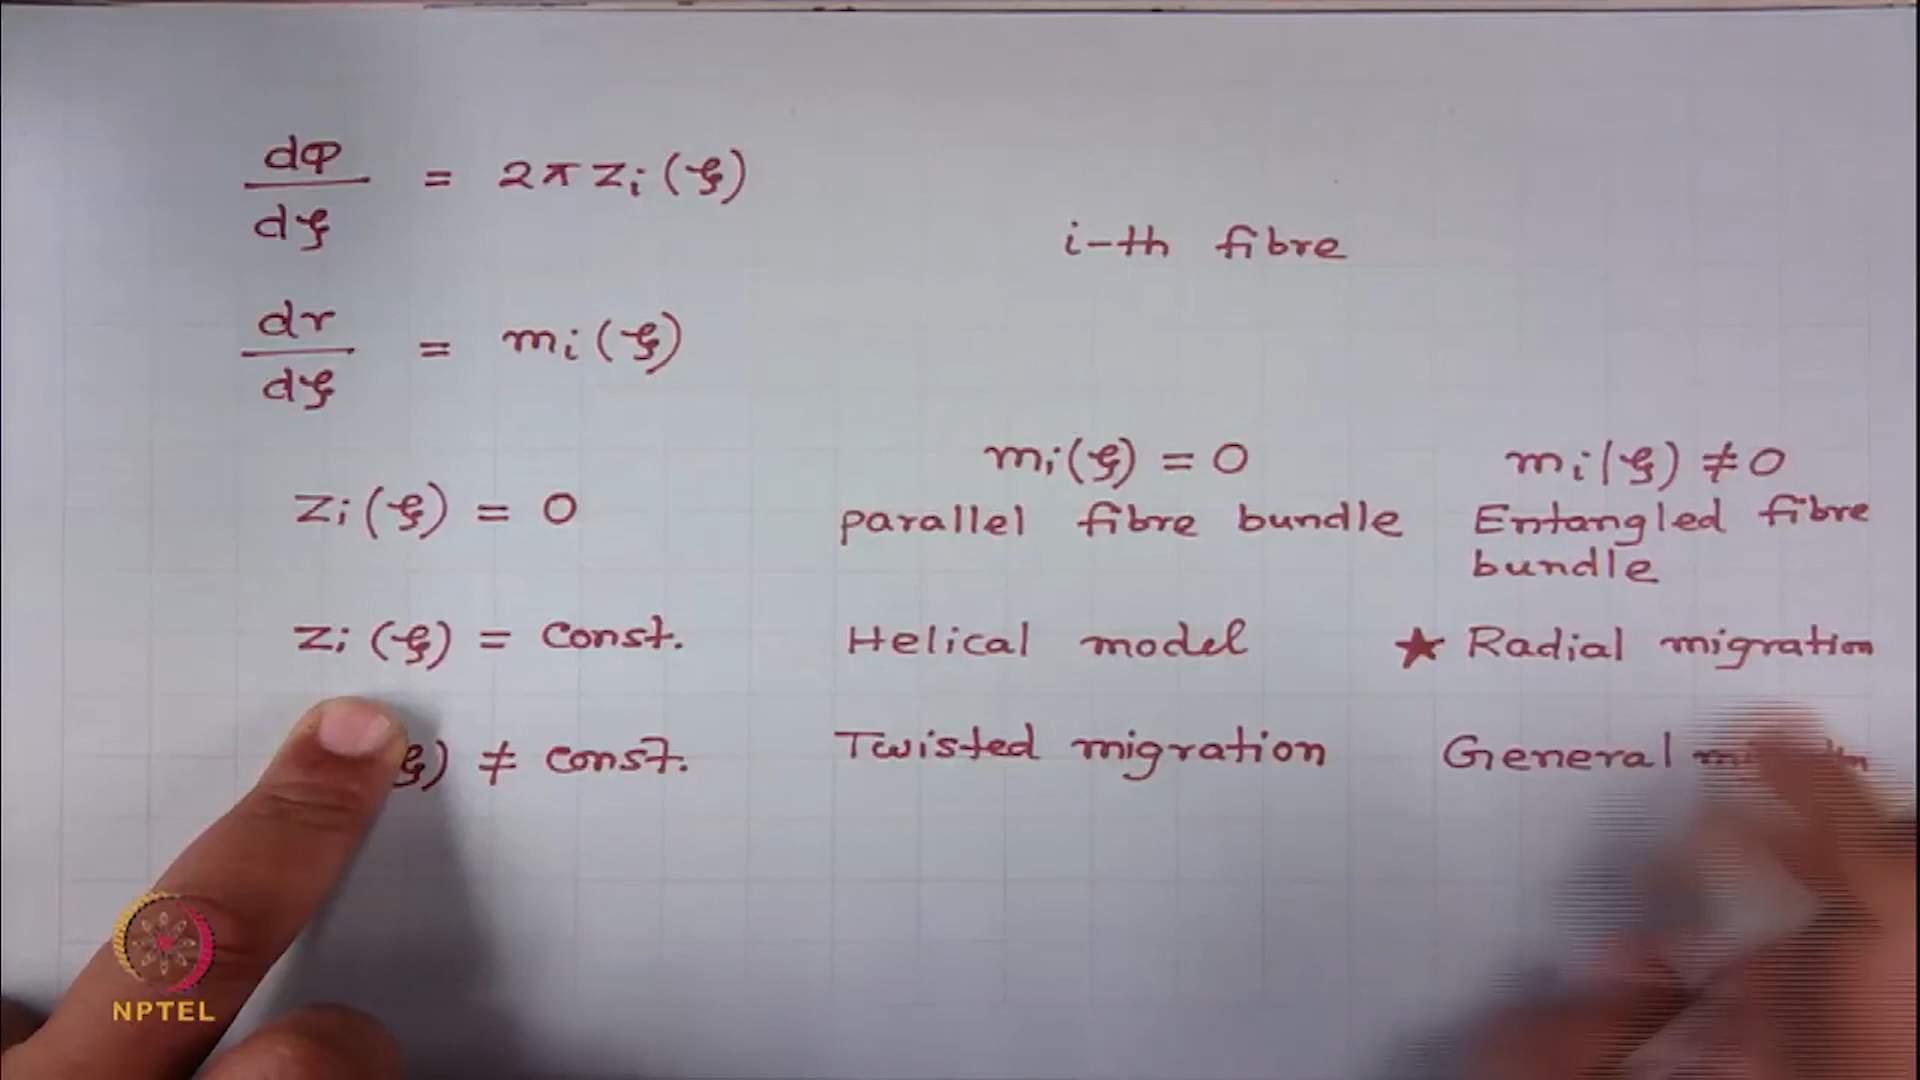 dφ/dξ = 2π zᵢ(ξ)
i-th fibre
dr/dξ = mᵢ(ξ)
mᵢ(ξ) = 0
mᵢ(ξ) ≠ 0
zᵢ(ξ) = 0
parallel fibre bundle
Entangled fibre
bundle
zᵢ(ξ) = const.
Helical model
★ Radial migration
ξ) ≠ const.
Twisted migration
General
NPTEL